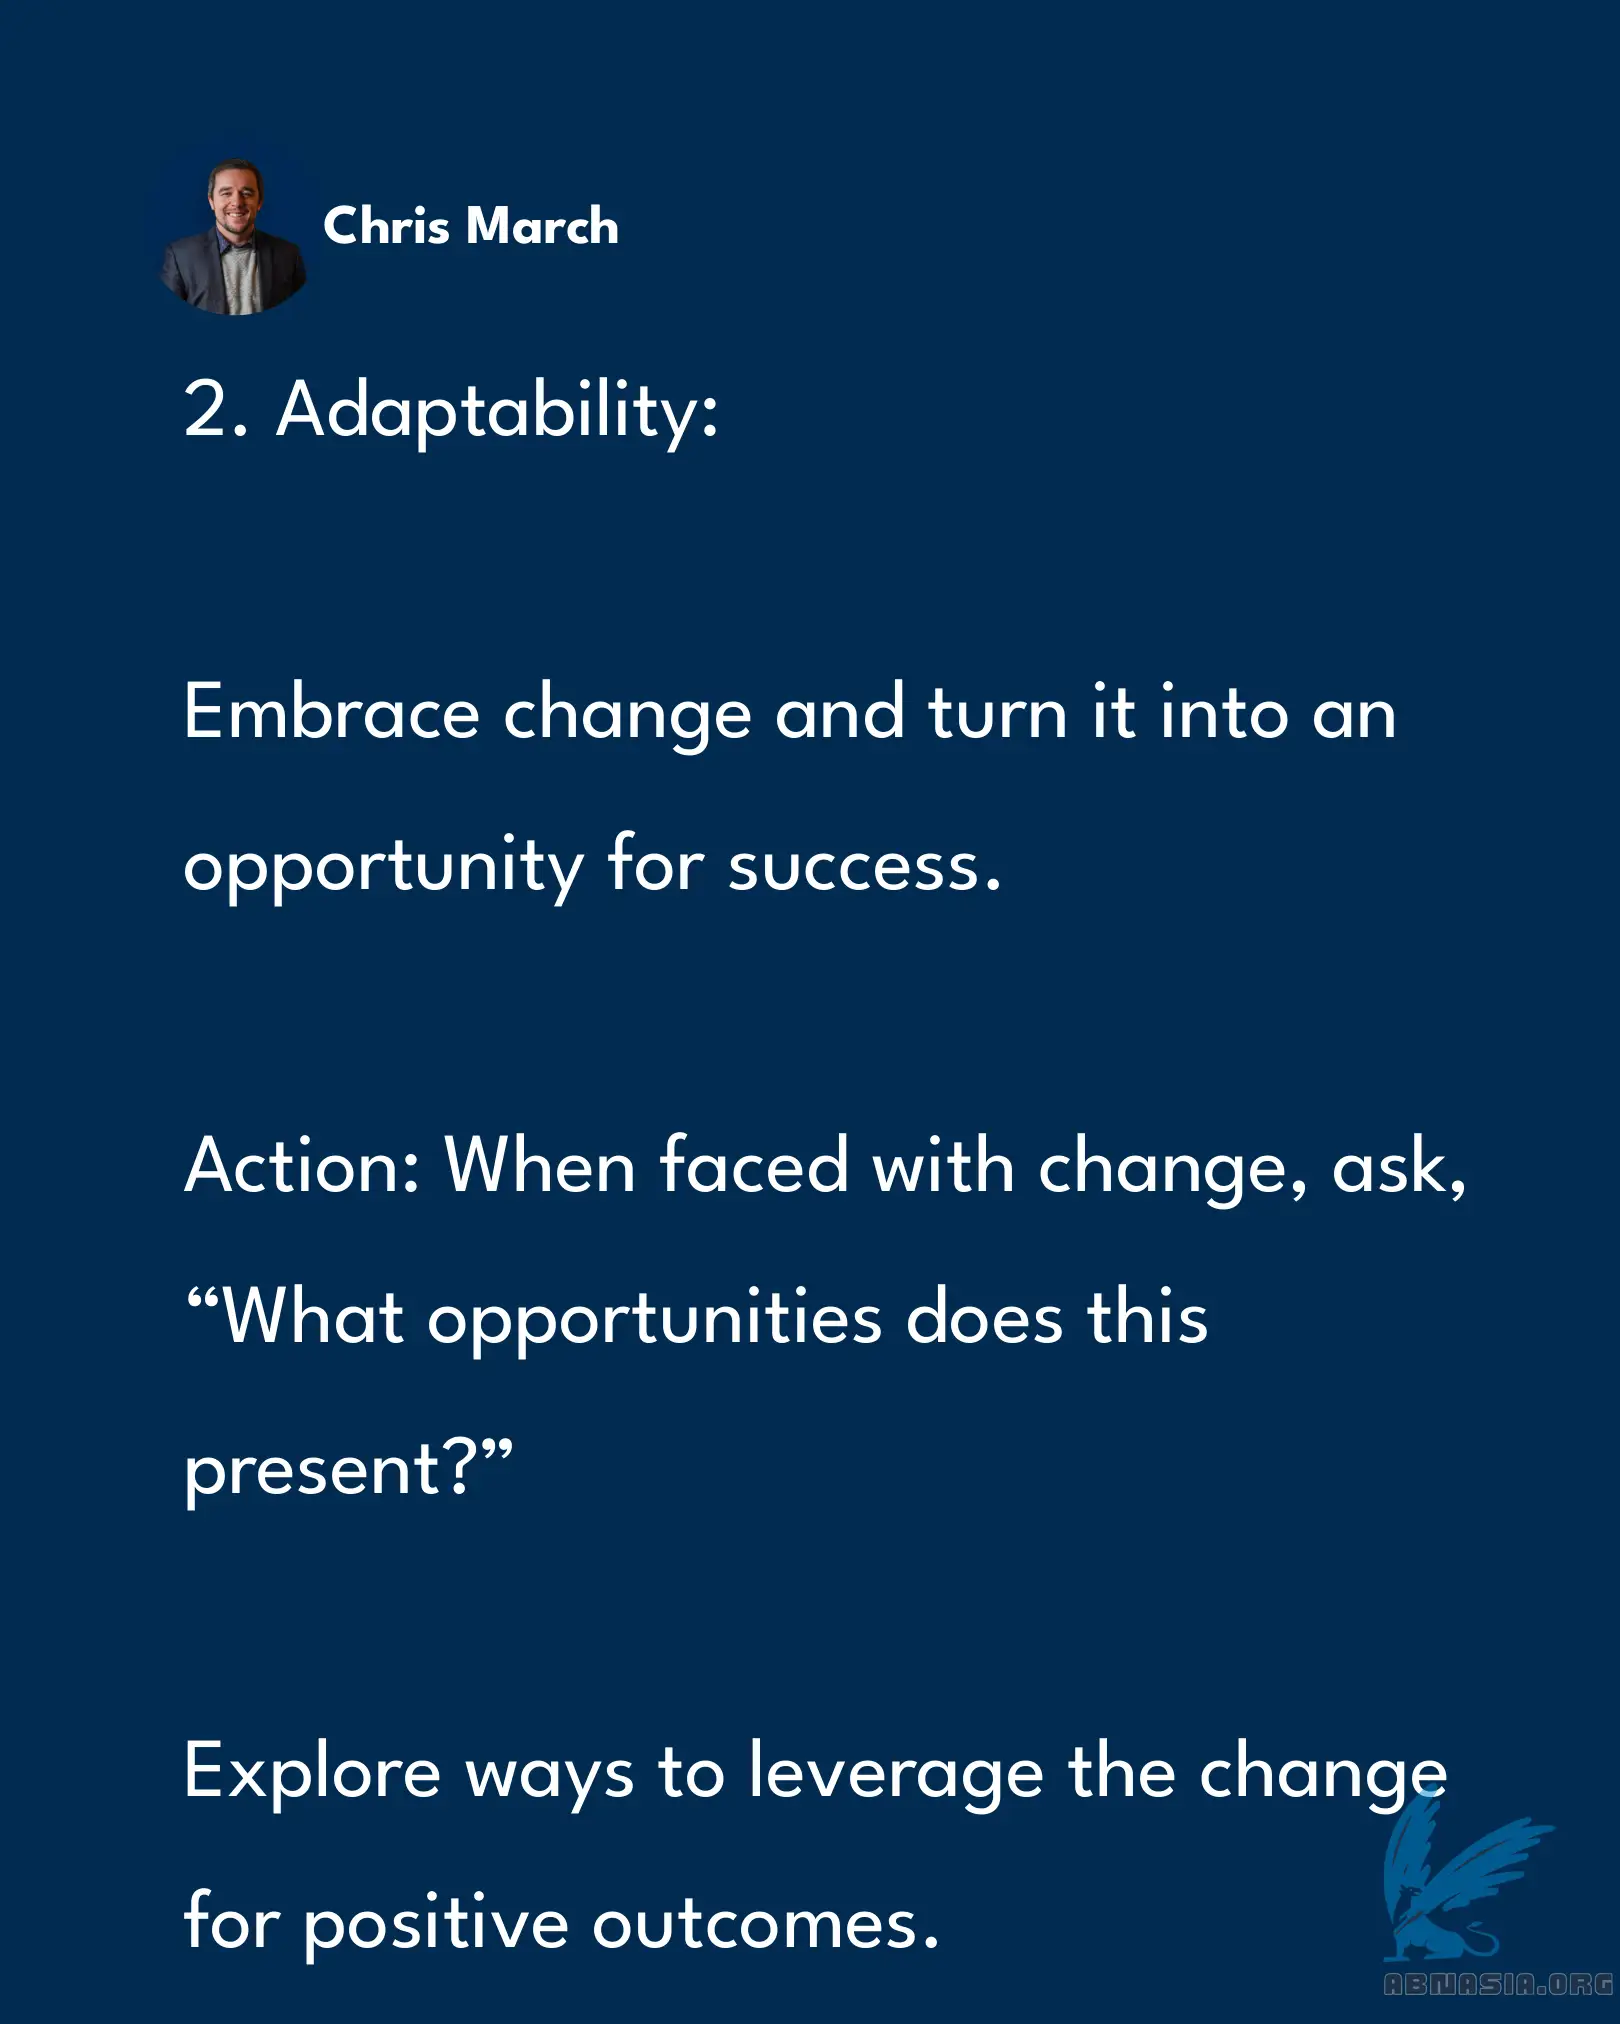 Chris March
2. Adaptability:
Embrace change and turn it into an
opportunity for success.
Action: When faced with change, ask,
“What opportunities does this
present?”
Explore ways to leverage the change
for positive outcomes.
ABNASIA.ORG